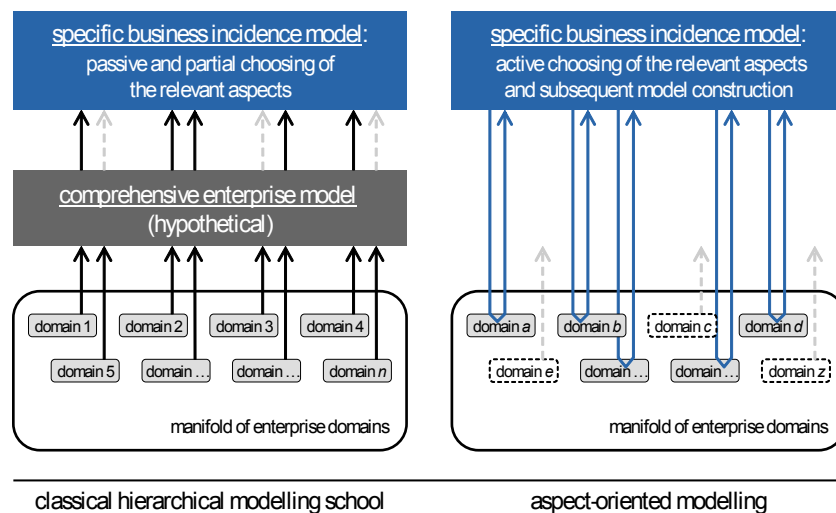 specific business incidence model:
passive and partial choosing of
the relevant aspects
comprehensive enterprise model
(hypothetical)
domain 1
domain 2
domain 3
domain 4
domain 5
domain …
domain …
domain n
manifold of enterprise domains
classical hierarchical modelling school
specific business incidence model:
active choosing of the relevant aspects
and subsequent model construction
domain a
domain b
domain c
domain d
domain e
domain …
domain …
domain z
manifold of enterprise domains
aspect-oriented modelling